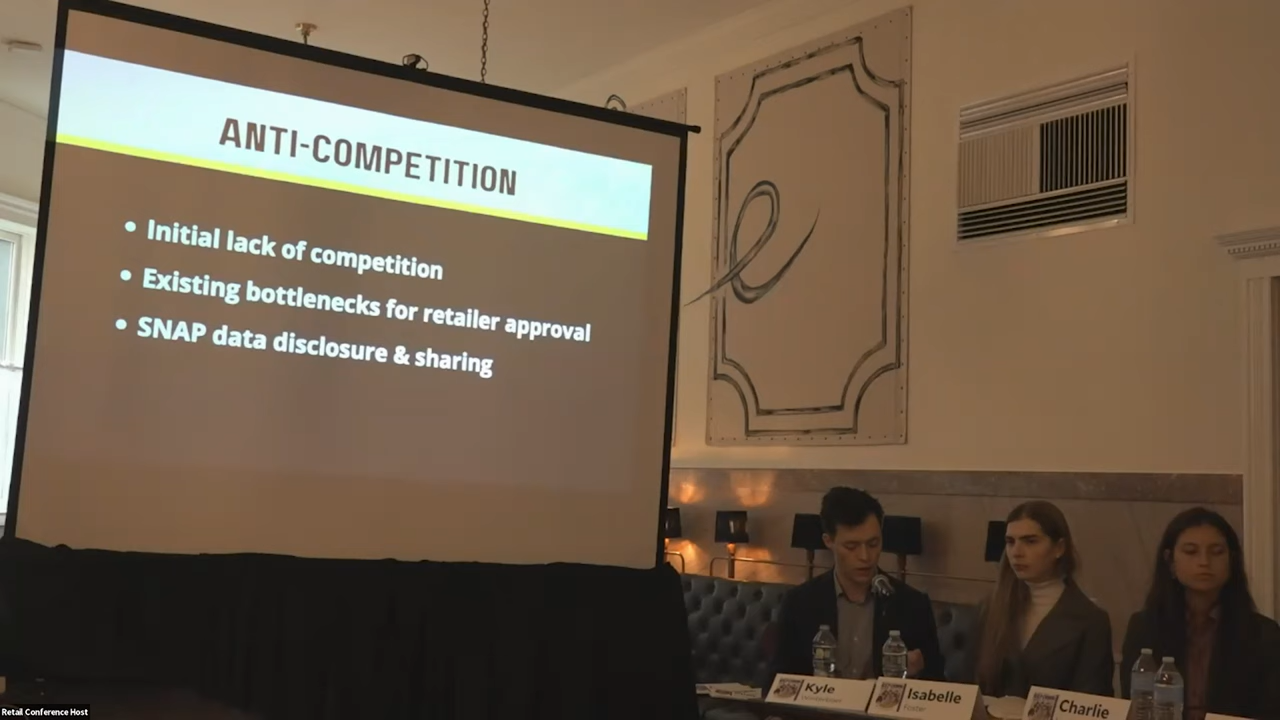 ANTI-COMPETITION
• Initial lack of competition
• Existing bottlenecks for retailer approval
• SNAP data disclosure & sharing
e
Kyle
Isabelle
Foster
Charlie
Retail Conference Host